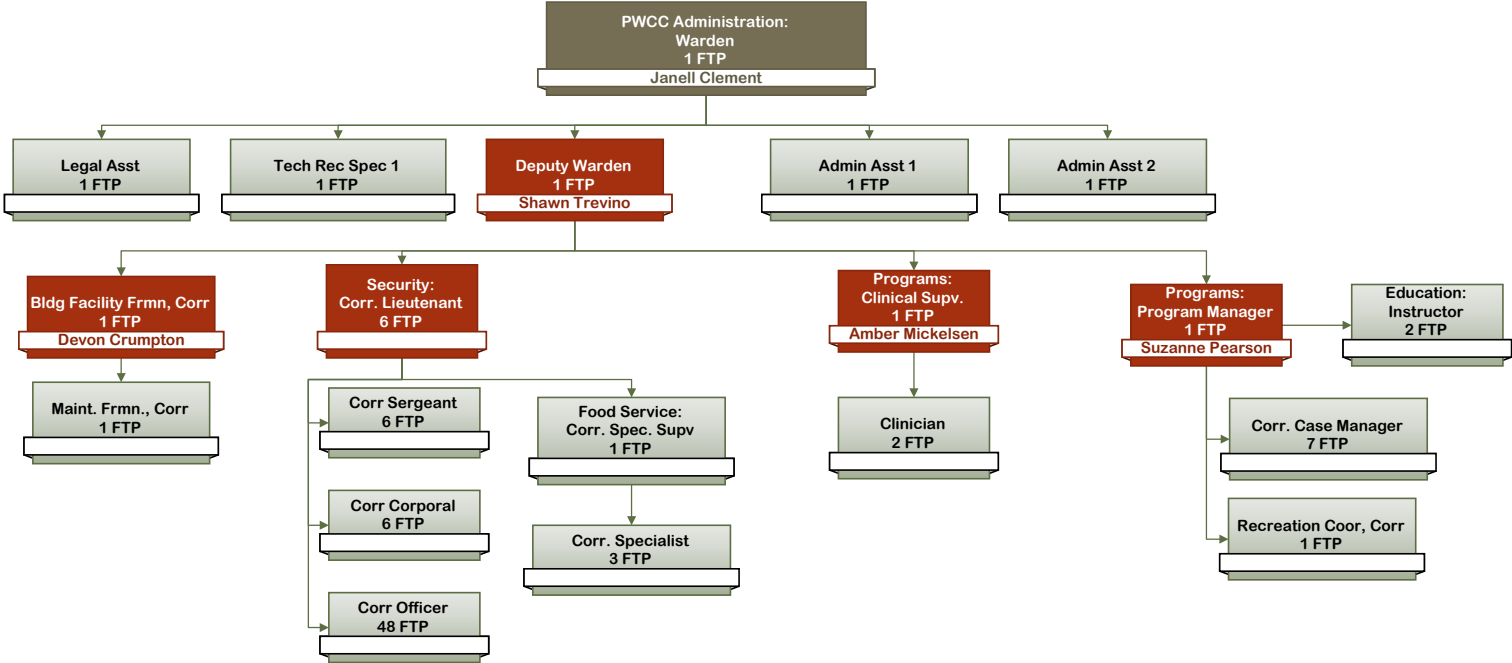 PWCC Administration:
Warden
1 FTP
Janell Clement
Legal Asst
1 FTP
Tech Rec Spec 1
1 FTP
Deputy Warden
1 FTP
Shawn Trevino
Admin Asst 1
1 FTP
Admin Asst 2
1 FTP
Bldg Facility Frmn, Corr
1 FTP
Devon Crumpton
Security:
Corr. Lieutenant
6 FTP
Programs:
Clinical Supv.
1 FTP
Amber Mickelsen
Programs:
Program Manager
1 FTP
Suzanne Pearson
Education:
Instructor
2 FTP
Maint. Frmn., Corr
1 FTP
Corr Sergeant
6 FTP
Food Service:
Corr. Spec. Supv
1 FTP
Clinician
2 FTP
Corr. Case Manager
7 FTP
Corr Corporal
6 FTP
Corr. Specialist
3 FTP
Recreation Coor, Corr
1 FTP
Corr Officer
48 FTP